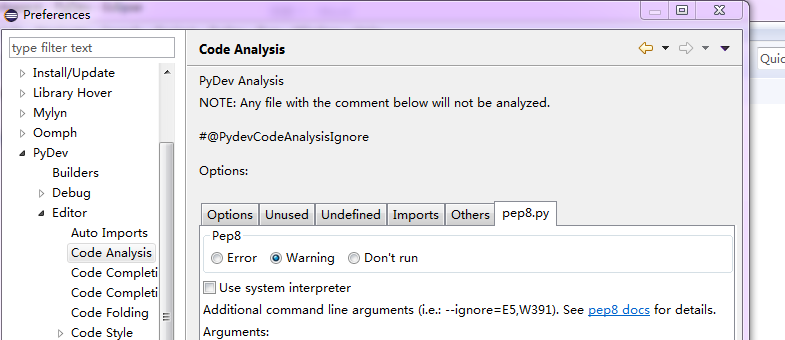 Preferences
type filter text
Install/Update
Library Hover
Mylyn
Oomph
PyDev
Builders
Debug
Editor
Auto Imports
Code Analysis
Code Completi
Code Completi
Code Folding
Code Style
Code Analysis
PyDev Analysis
NOTE: Any file with the comment below will not be analyzed.
#@PydevCodeAnalysisIgnore
Options:
Options Unused Undefined Imports Others pep8.py
Pep8
Error Warning Don't run
Use system interpreter
Additional command line arguments (i.e.: --ignore=E5,W391). See pep8 docs for details.
Arguments:
Quic